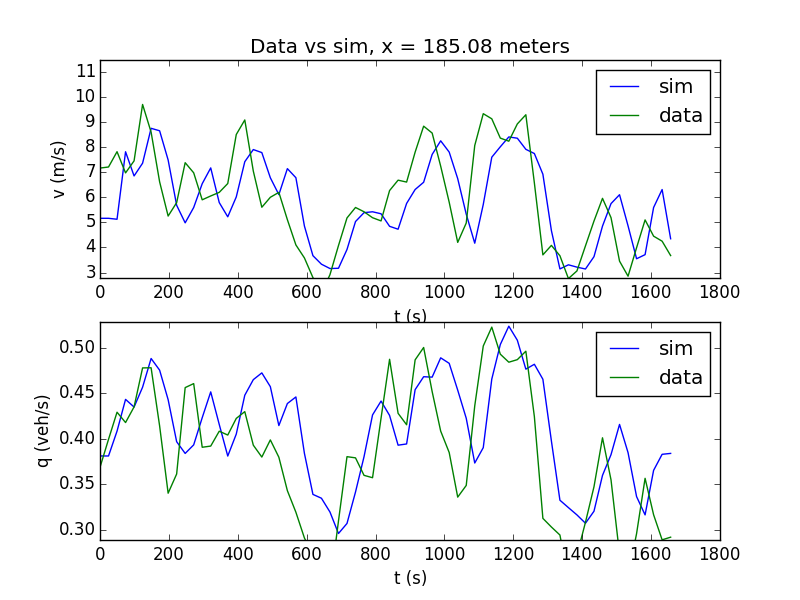 Data vs sim, x = 185.08 meters
v (m/s)
11
10
9
8
7
6
5
4
3
sim
data
0 200 400 600 800 1000 1200 1400 1600 1800
t (s)
q (veh/s)
0.50
0.45
0.40
0.35
0.30
sim
data
0 200 400 600 800 1000 1200 1400 1600 1800
t (s)